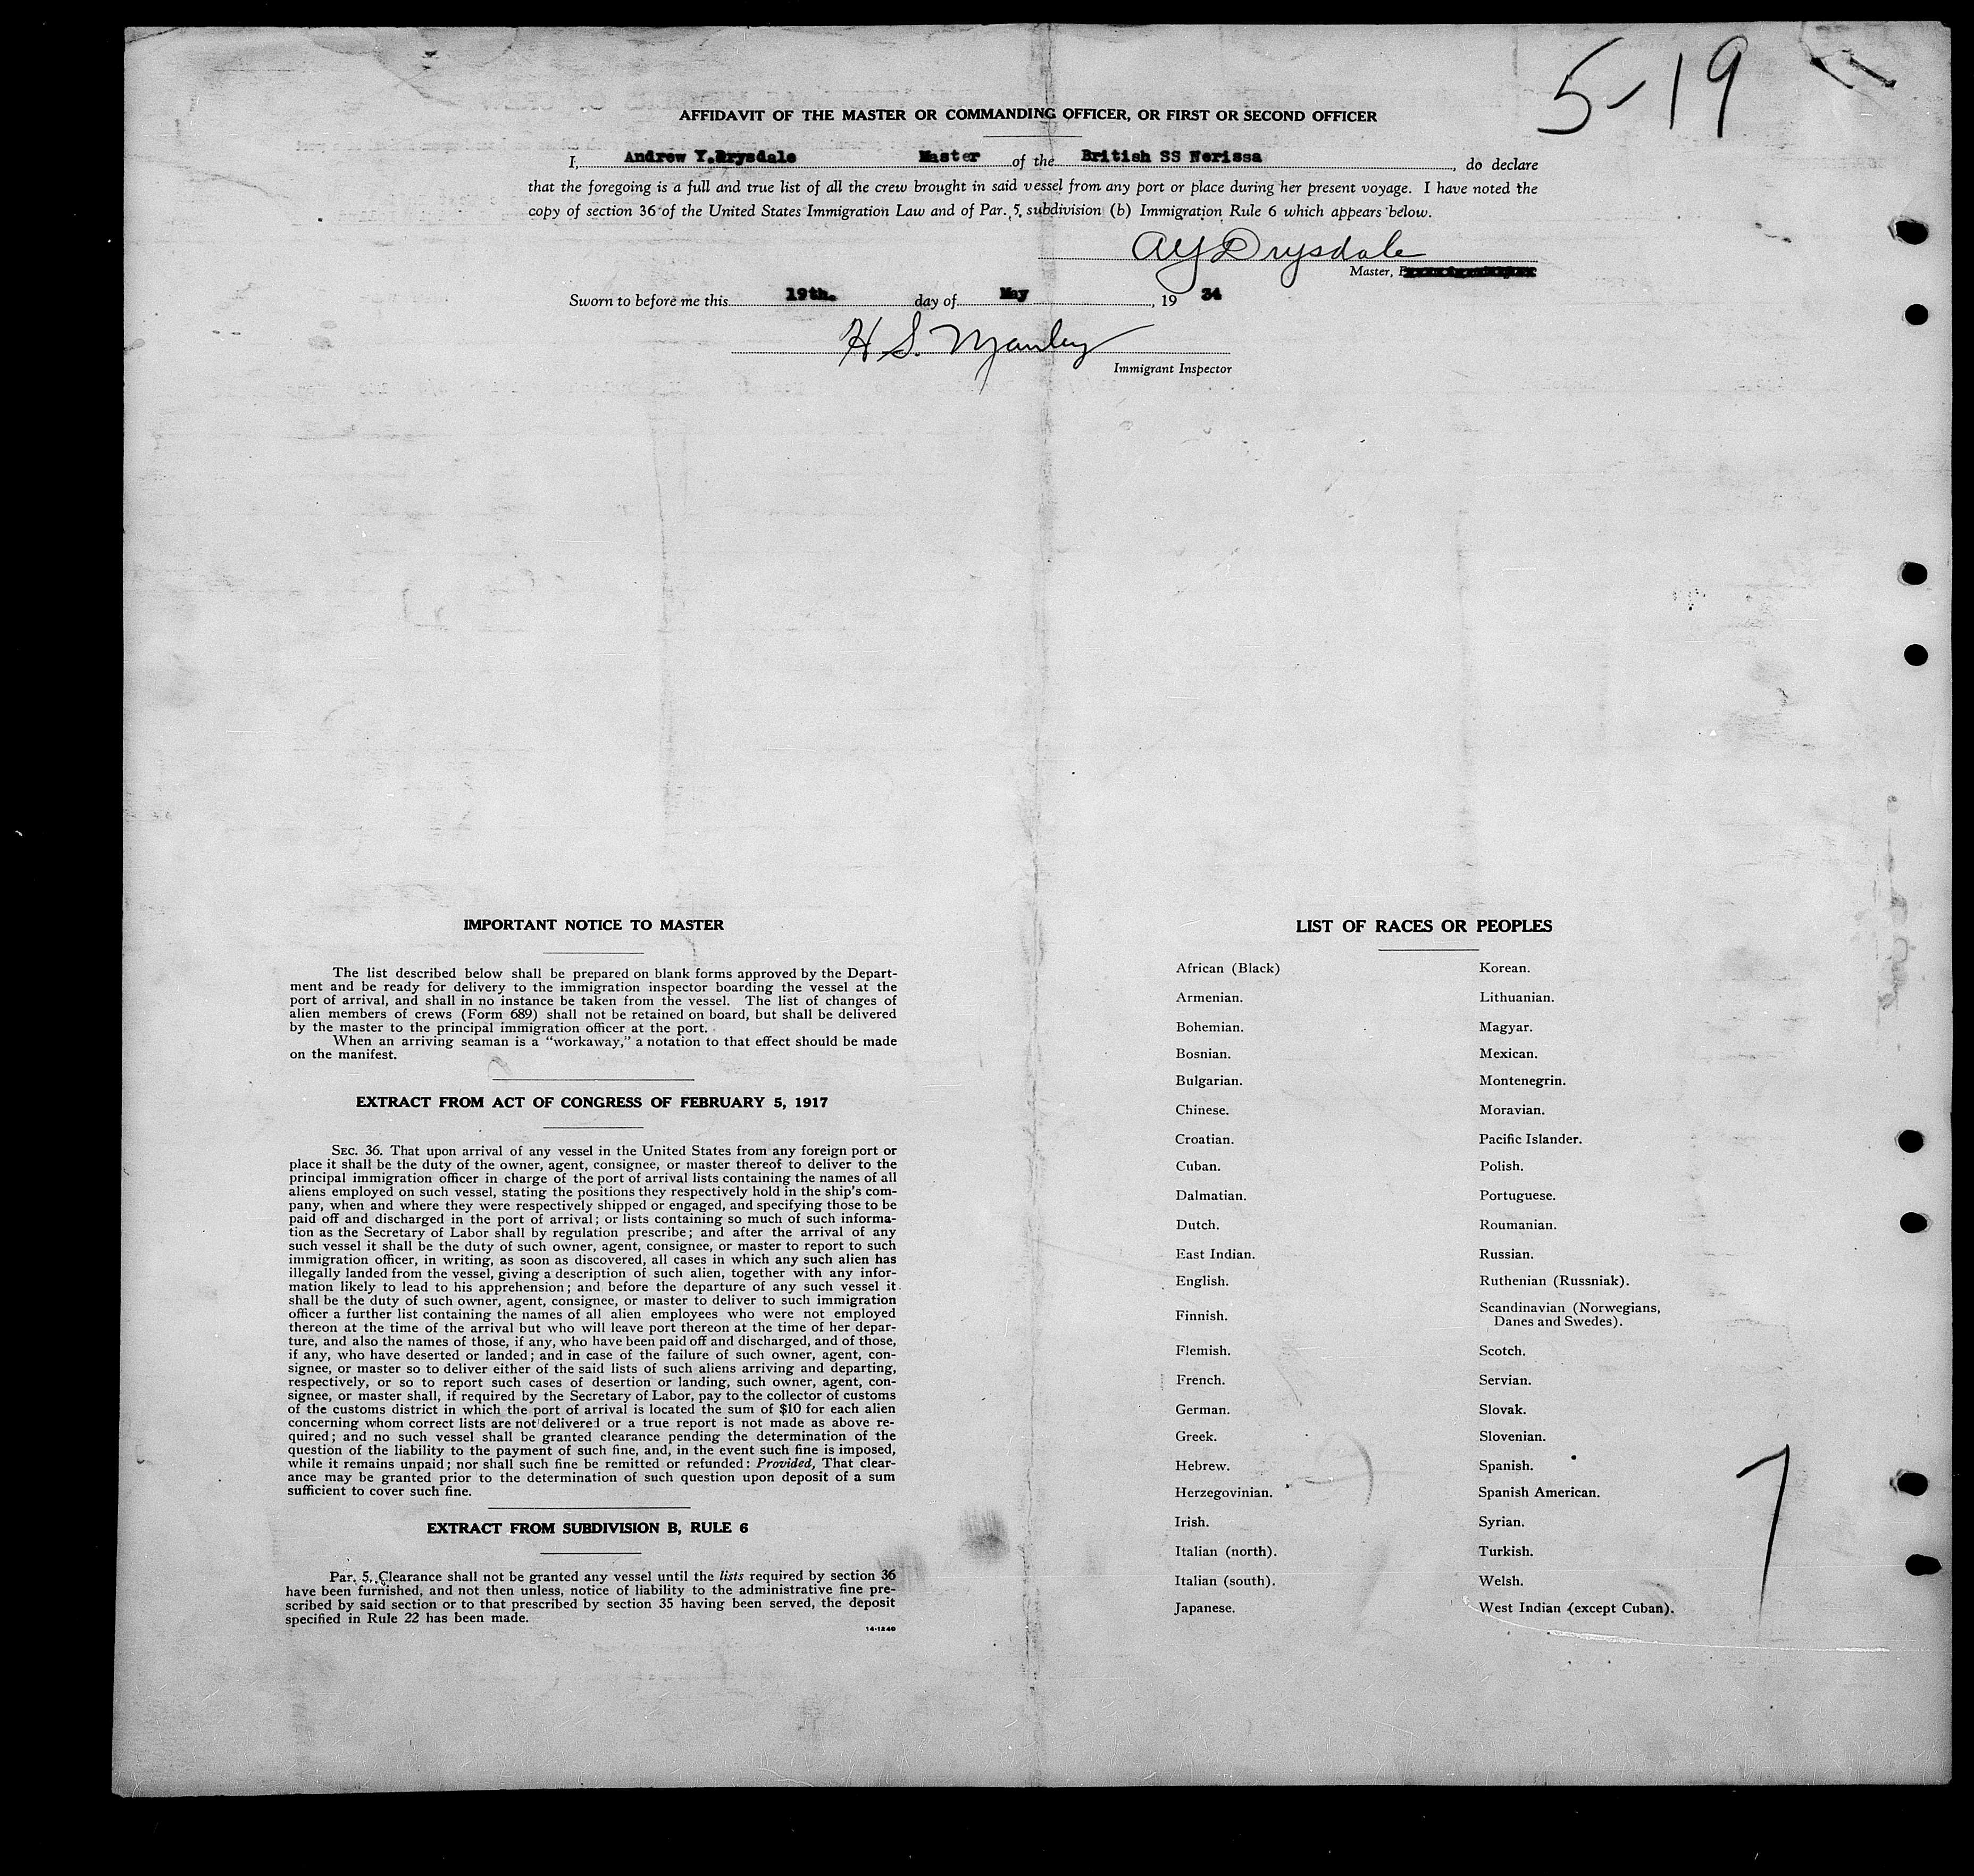 5-19
AFFIDAVIT OF THE MASTER OR COMMANDING OFFICER, OR FIRST OR SECOND OFFICER
I, Andrew Y.Drysdale Master of the British SS Nerissa, do declare
that the foregoing is a full and true list of all the crew brought in said vessel from any port or place during her present voyage. I have noted the
copy of section 36 of the United States Immigration Law and of Par. 5, subdivision (b) Immigration Rule 6 which appears below.
AY Drysdale
Master,
Sworn to before me this 19th. day of May, 19 34
H S. Manley
Immigrant Inspector
IMPORTANT NOTICE TO MASTER
The list described below shall be prepared on blank forms approved by the Depart-
ment and be ready for delivery to the immigration inspector boarding the vessel at the
port of arrival, and shall in no instance be taken from the vessel. The list of changes of
alien members of crews (Form 689) shall not be retained on board, but shall be delivered
by the master to the principal immigration officer at the port.
When an arriving seaman is a "workaway," a notation to that effect should be made
on the manifest.
EXTRACT FROM ACT OF CONGRESS OF FEBRUARY 5, 1917
SEC. 36. That upon arrival of any vessel in the United States from any foreign port or
place it shall be the duty of the owner, agent, consignee, or master thereof to deliver to the
principal immigration officer in charge of the port of arrival lists containing the names of all
aliens employed on such vessel, stating the positions they respectively hold in the ship's com-
pany, when and where they were respectively shipped or engaged, and specifying those to be
paid off and discharged in the port of arrival; or lists containing so much of such informa-
tion as the Secretary of Labor shall by regulation prescribe; and after the arrival of any
such vessel it shall be the duty of such owner, agent, consignee, or master to report to such
immigration officer, in writing, as soon as discovered, all cases in which any such alien has
illegally landed from the vessel, giving a description of such alien, together with any infor-
mation likely to lead to his apprehension; and before the departure of any such vessel it
shall be the duty of such owner, agent, consignee, or master to deliver to such immigration
officer a further list containing the names of all alien employees who were not employed
thereon at the time of the arrival but who will leave port thereon at the time of her depar-
ture, and also the names of those, if any, who have been paid off and discharged, and of those,
if any, who have deserted or landed; and in case of the failure of such owner, agent, con-
signee, or master so to deliver either of the said lists of such aliens arriving and departing,
respectively, or so to report such cases of desertion or landing, such owner, agent, con-
signee, or master shall, if required by the Secretary of Labor, pay to the collector of customs
of the customs district in which the port of arrival is located the sum of $10 for each alien
concerning whom correct lists are not delivered or a true report is not made as above re-
quired; and no such vessel shall be granted clearance pending the determination of the
question of the liability to the payment of such fine, and, in the event such fine is imposed,
while it remains unpaid; nor shall such fine be remitted or refunded: Provided, That clear-
ance may be granted prior to the determination of such question upon deposit of a sum
sufficient to cover such fine.
EXTRACT FROM SUBDIVISION B, RULE 6
Par. 5. Clearance shall not be granted any vessel until the lists required by section 36
have been furnished, and not then unless, notice of liability to the administrative fine pre-
scribed by said section or to that prescribed by section 35 having been served, the deposit
specified in Rule 22 has been made.
14-1240
LIST OF RACES OR PEOPLES
African (Black)
Armenian.
Bohemian.
Bosnian.
Bulgarian.
Chinese.
Croatian.
Cuban.
Dalmatian.
Dutch.
East Indian.
English.
Finnish.
Flemish.
French.
German.
Greek.
Hebrew.
Herzegovinian.
Irish.
Italian (north).
Italian (south).
Japanese.
Korean.
Lithuanian.
Magyar.
Mexican.
Montenegrin.
Moravian.
Pacific Islander.
Polish.
Portuguese.
Roumanian.
Russian.
Ruthenian (Russniak).
Scandinavian (Norwegians,
Danes and Swedes).
Scotch.
Servian.
Slovak.
Slovenian.
Spanish.
Spanish American.
Syrian.
Turkish.
Welsh.
West Indian (except Cuban).
7